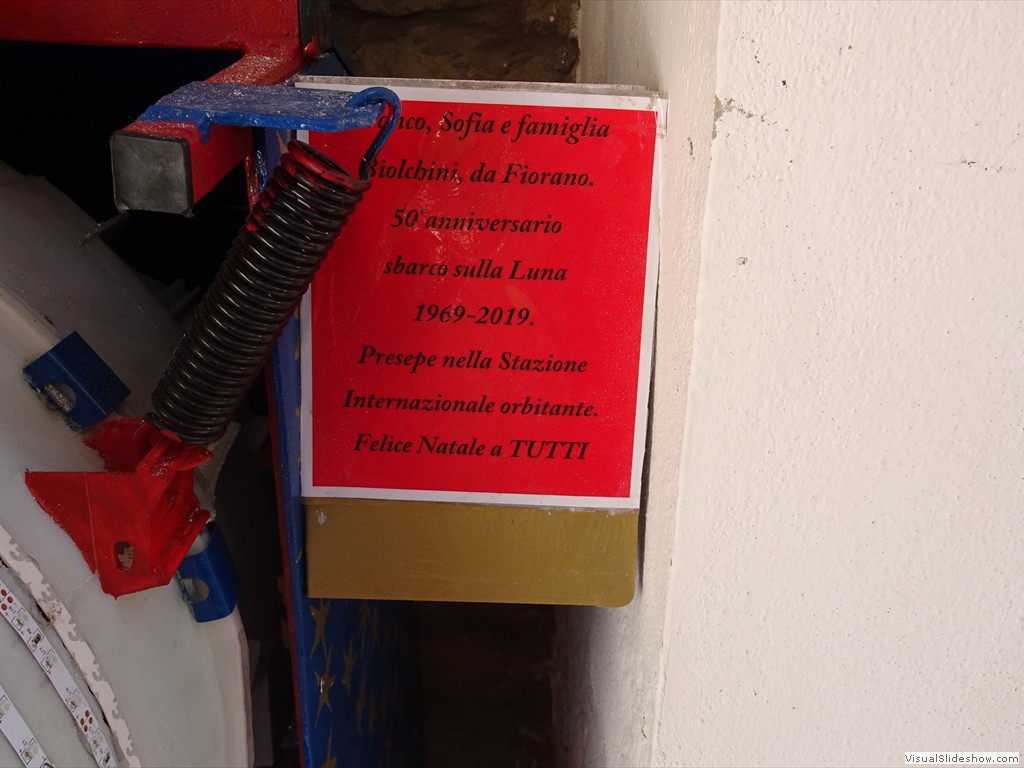 Sofia e famiglia
Biolchini, da Fiorano.
50°anniversario
sbarco sulla Luna
1969-2019.
Presepe nella Stazione
Internazionale orbitante.
Felice Natale a TUTTI
VisualSlideshow.com